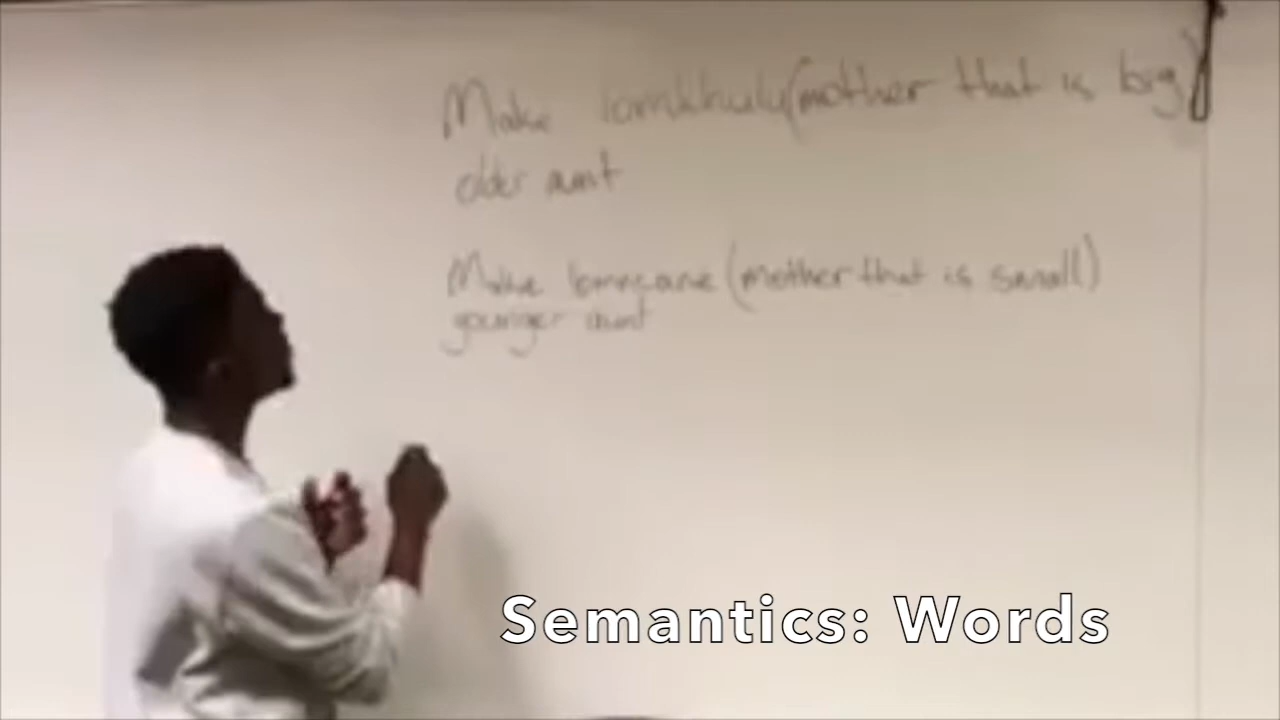 Make lomkhulu (mother that is big)
older aunt
Make lomncane (mother that is small)
younger aunt
Semantics: Words